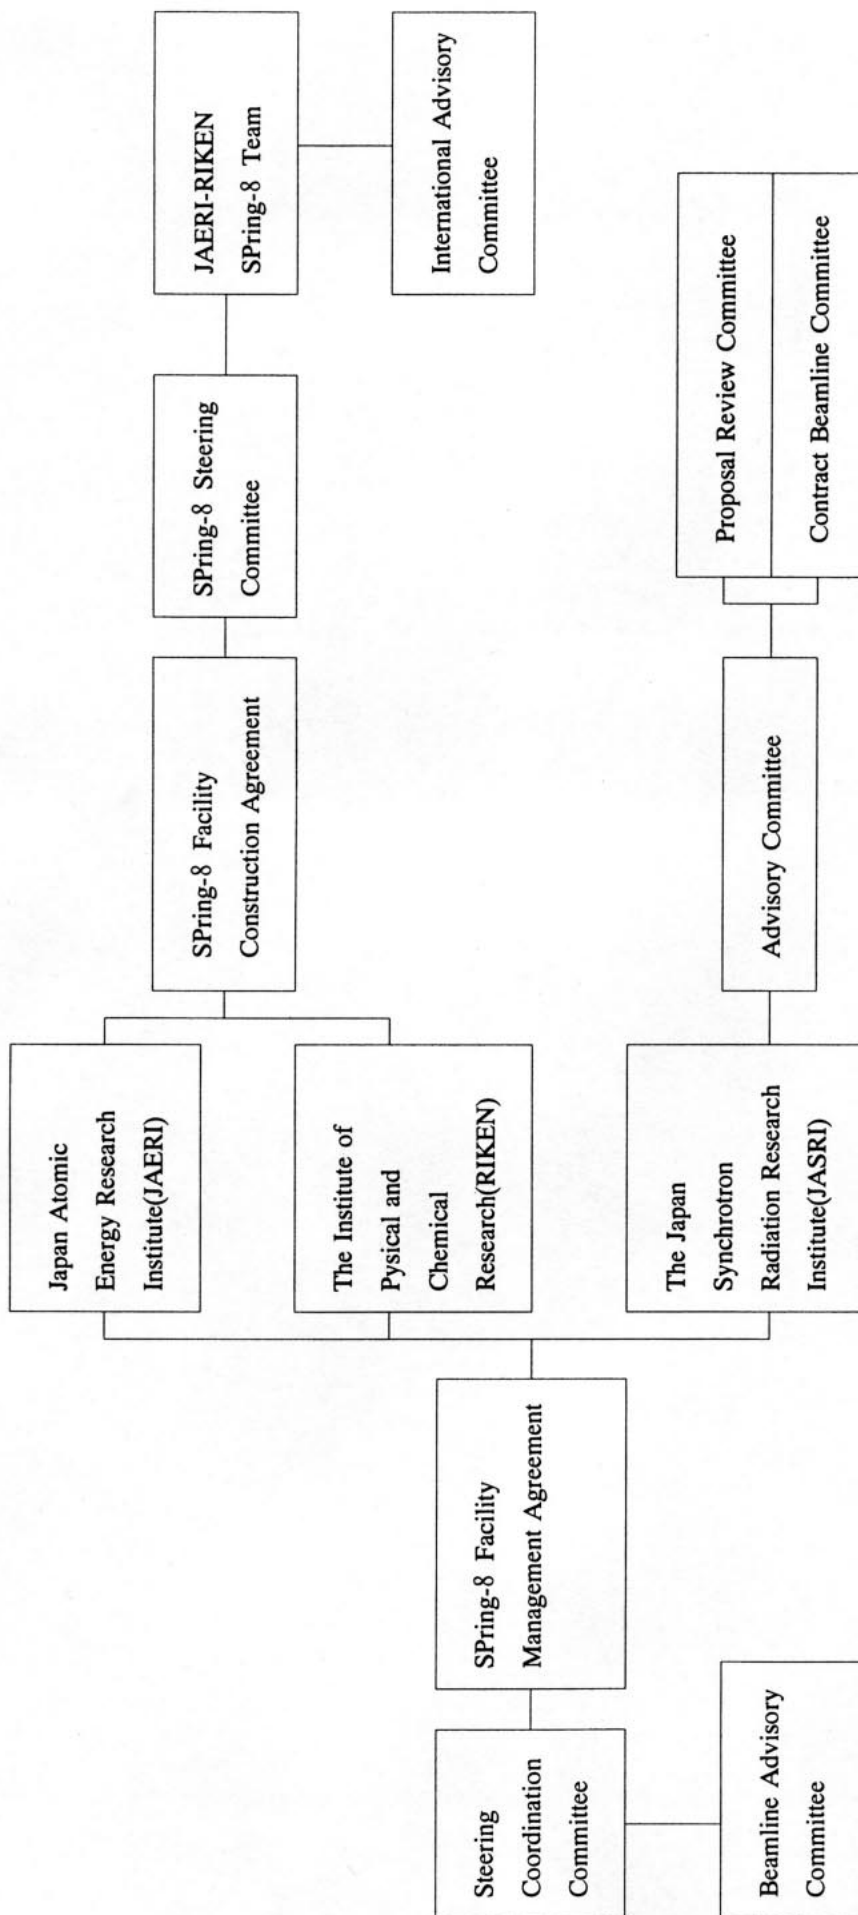 Steering
Coordination
Committee
Beamline Advisory
Committee
SPring-8 Facility
Management Agreement
Japan Atomic
Energy Research
Institute(JAERI)
The Institute of
Pysical and
Chemical
Research(RIKEN)
The Japan
Synchrotron
Radiation Research
Institute(JASRI)
SPring-8 Facility
Construction Agreement
SPring-8 Steering
Committee
JAERI-RIKEN
SPring-8 Team
International Advisory
Committee
Advisory Committee
Proposal Review Committee
Contract Beamline Committee